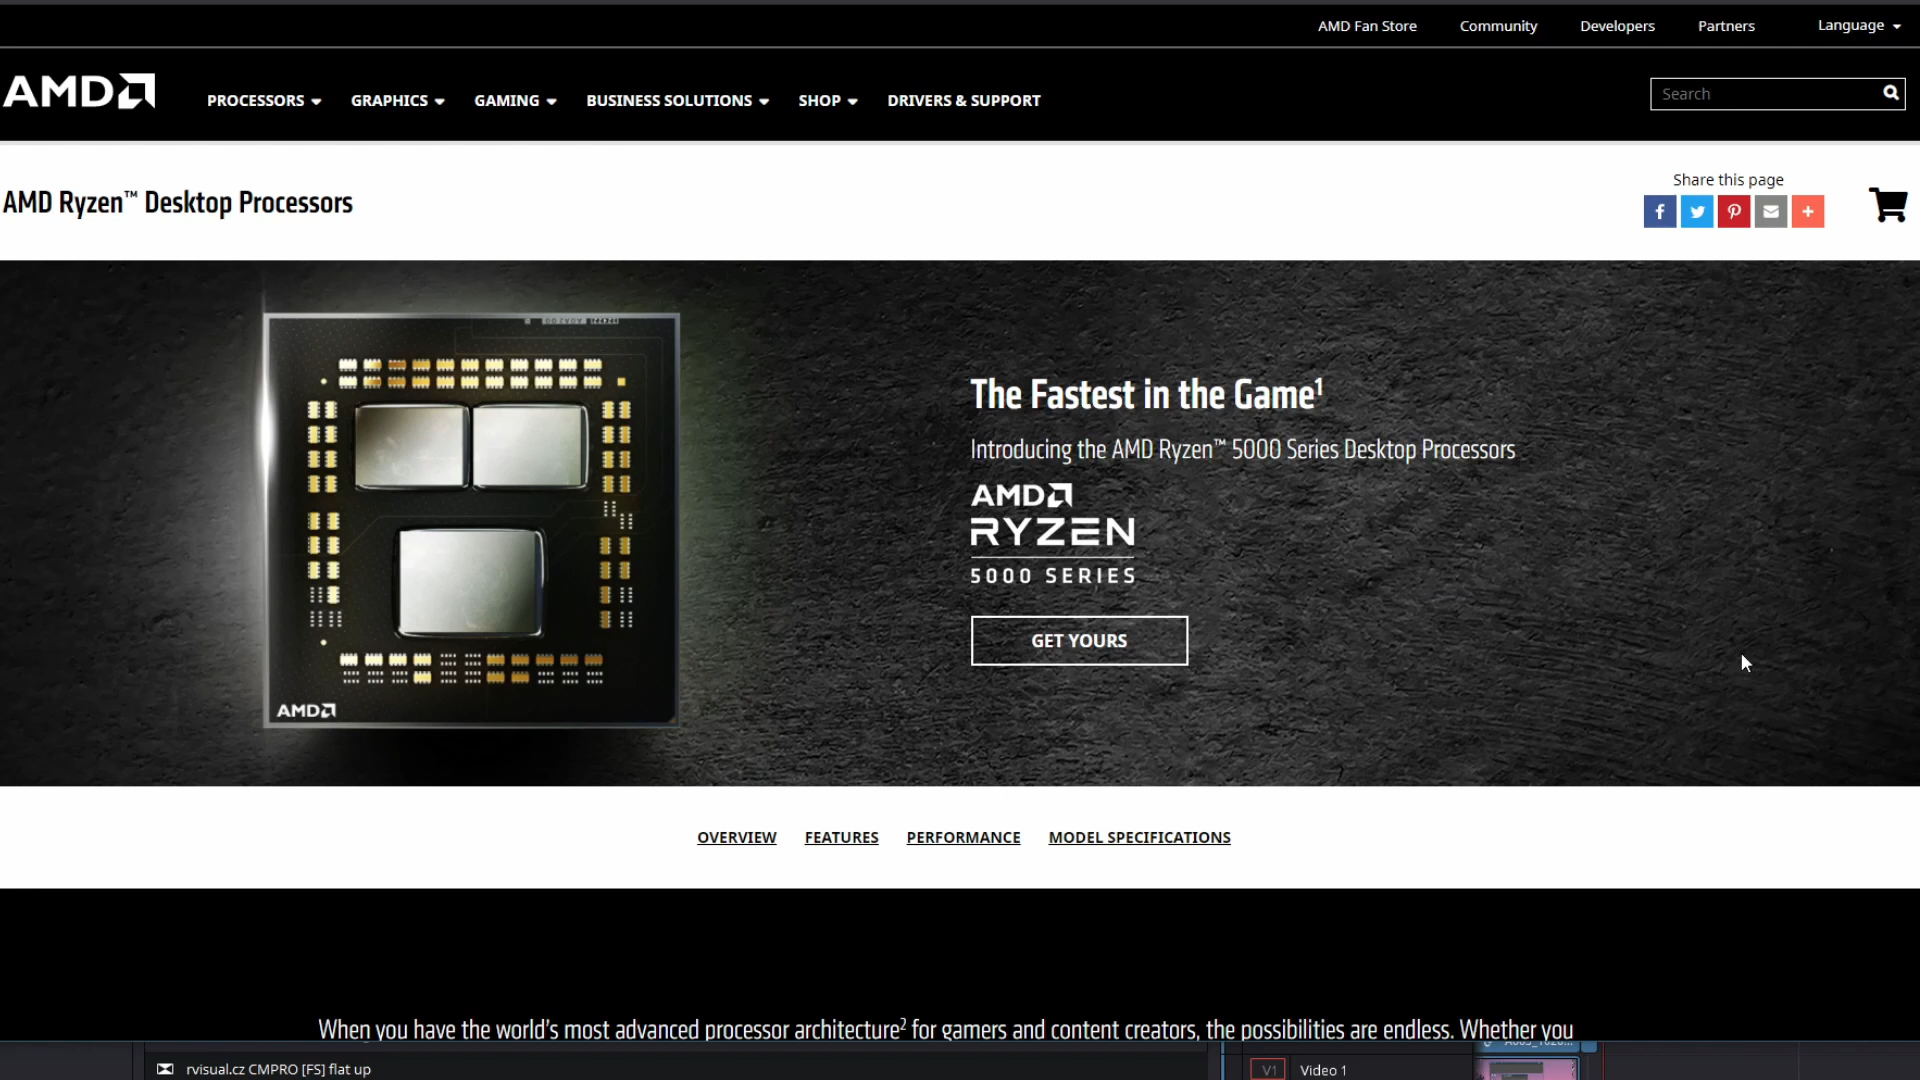 AMD Fan Store Community Developers Partners Language
AMD PROCESSORS GRAPHICS GAMING BUSINESS SOLUTIONS SHOP DRIVERS & SUPPORT Search
Share this page
AMD Ryzen™ Desktop Processors
The Fastest in the Game¹
Introducing the AMD Ryzen™ 5000 Series Desktop Processors
AMD
RYZEN
5000 SERIES
GET YOURS
AMD
OVERVIEW FEATURES PERFORMANCE MODEL SPECIFICATIONS
When you have the world's most advanced processor architecture² for gamers and content creators, the possibilities are endless. Whether you
rvisual.cz CMPRO [FS] flat up V1 Video 1